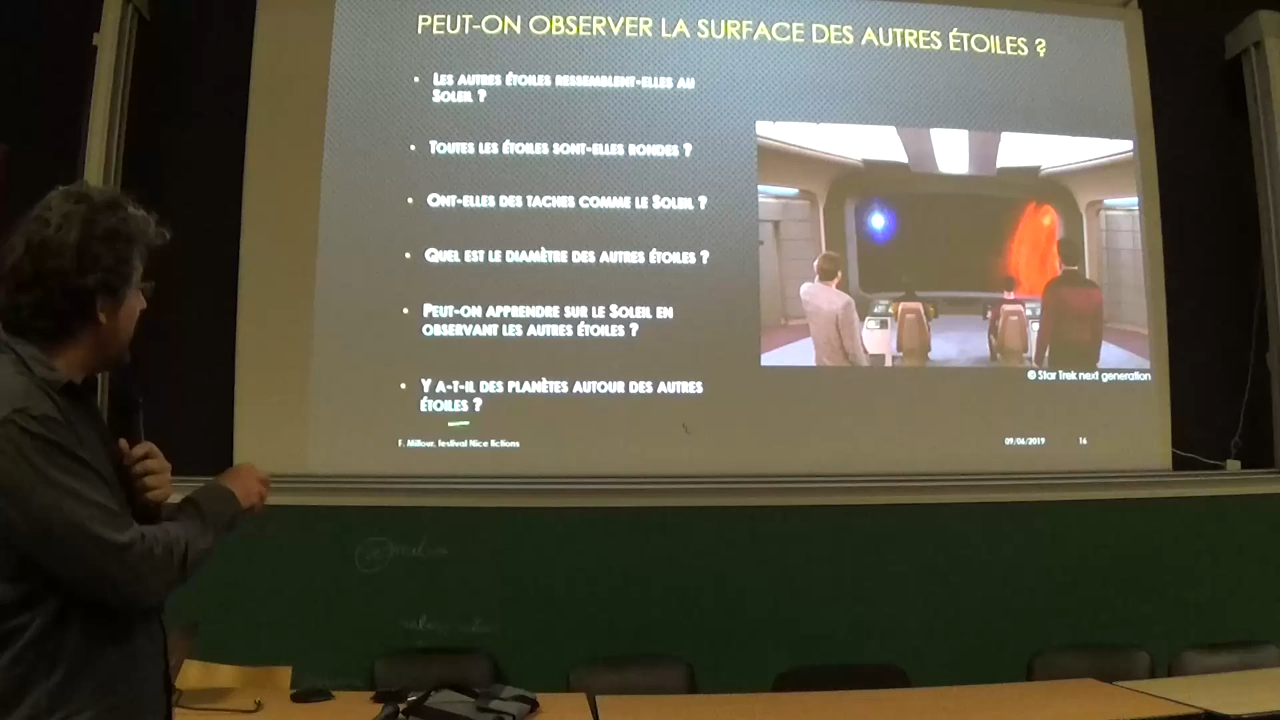 PEUT-ON OBSERVER LA SURFACE DES AUTRES ÉTOILES ?
• LES AUTRES ÉTOILES RESSEMBLENT-ELLES AU
SOLEIL ?
• TOUTES LES ÉTOILES SONT-ELLES RONDES ?
• ONT-ELLES DES TACHES COMME LE SOLEIL ?
• QUEL EST LE DIAMÈTRE DES AUTRES ÉTOILES ?
• PEUT-ON APPRENDRE SUR LE SOLEIL EN
OBSERVANT LES AUTRES ÉTOILES ?
• Y A-T-IL DES PLANÈTES AUTOUR DES AUTRES
ÉTOILES ?
© Star Trek next generation
F. Millour, festival Nice fictions
09/06/2019
16